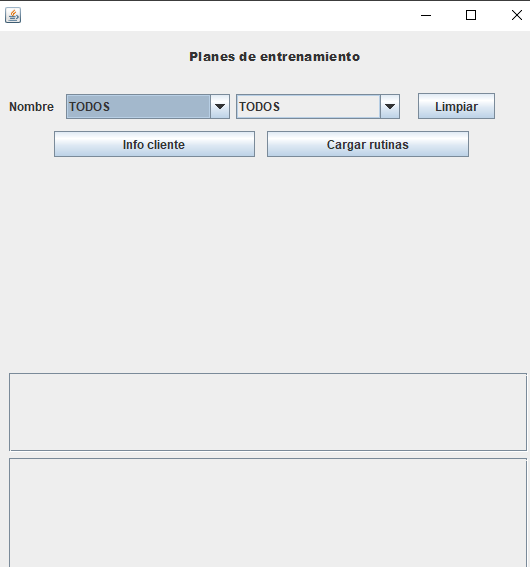 Planes de entrenamiento
Nombre TODOS TODOS Limpiar
Info cliente Cargar rutinas